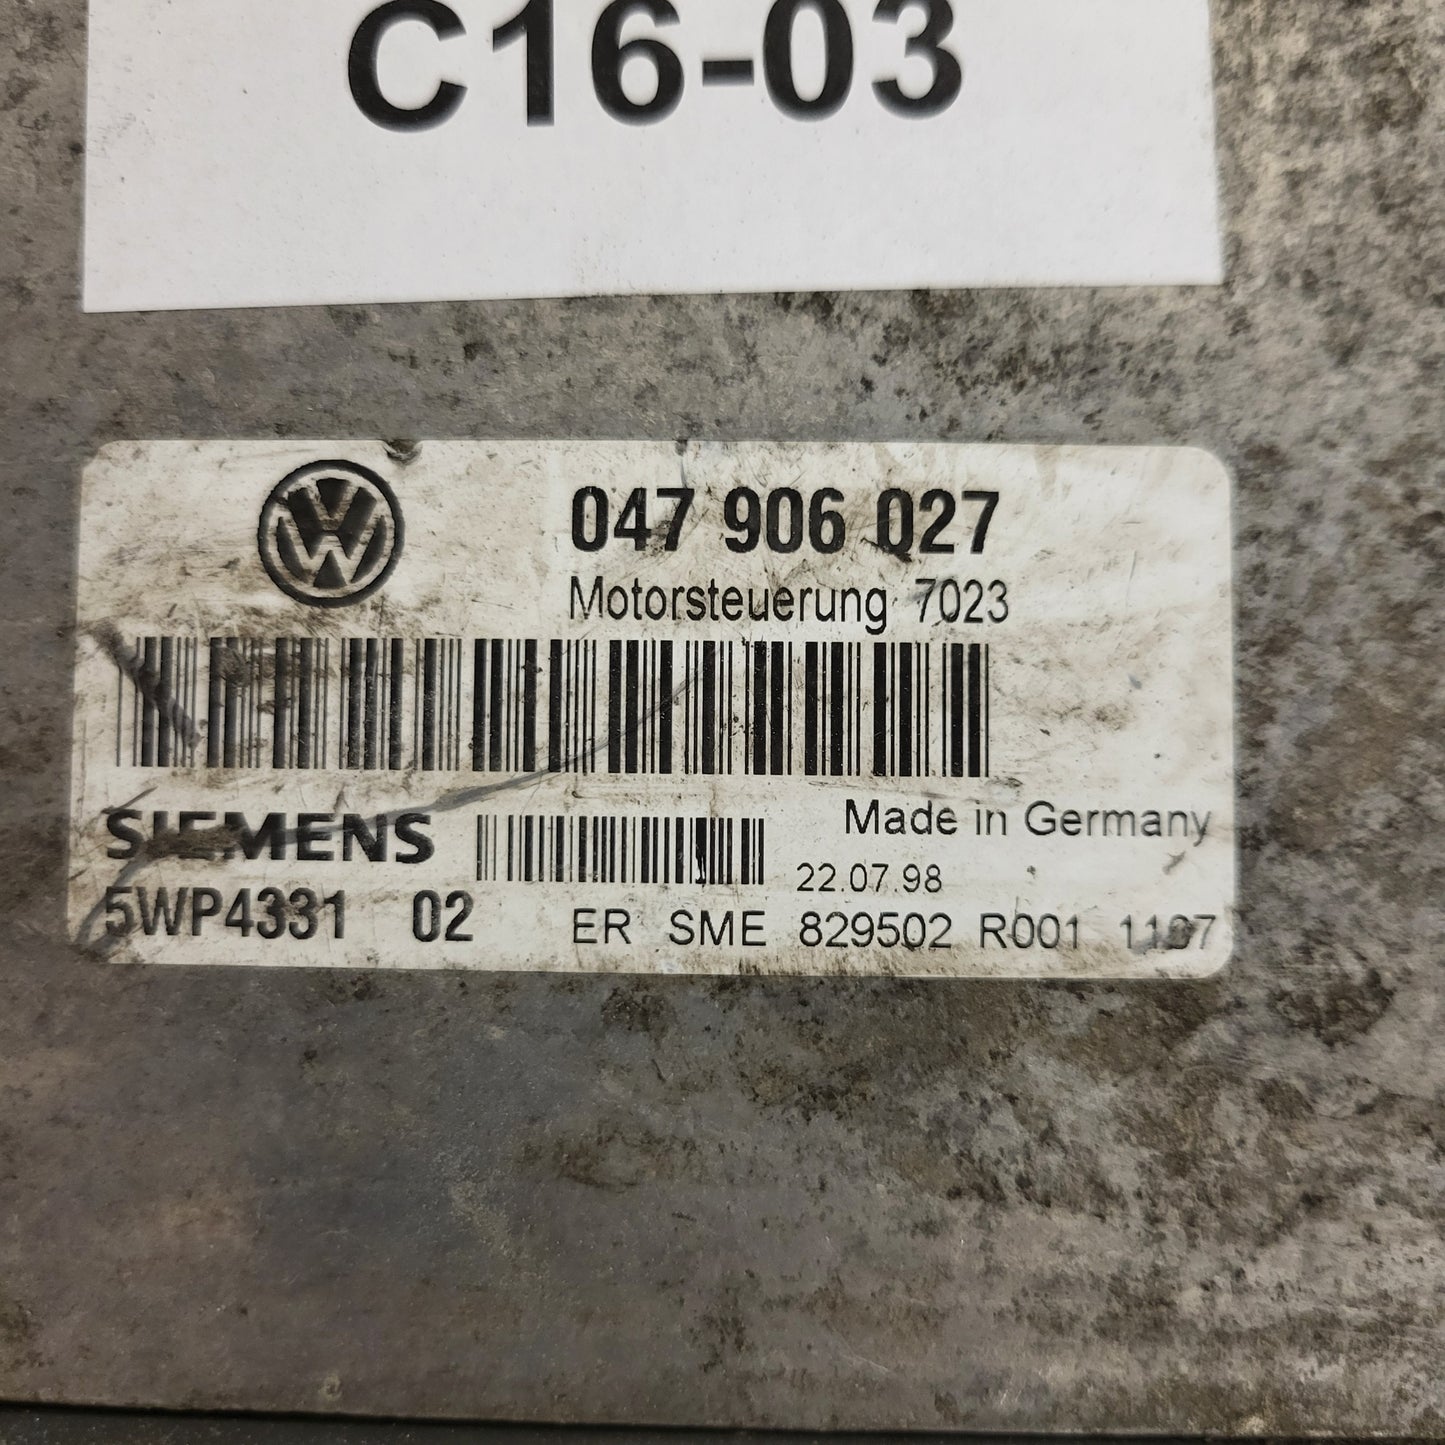 C16-03
047 906 027
Motorsteuerung 7023
SIEMENS
Made in Germany
22.07.98
5WP4331 02
ER SME 829502 R001 1107